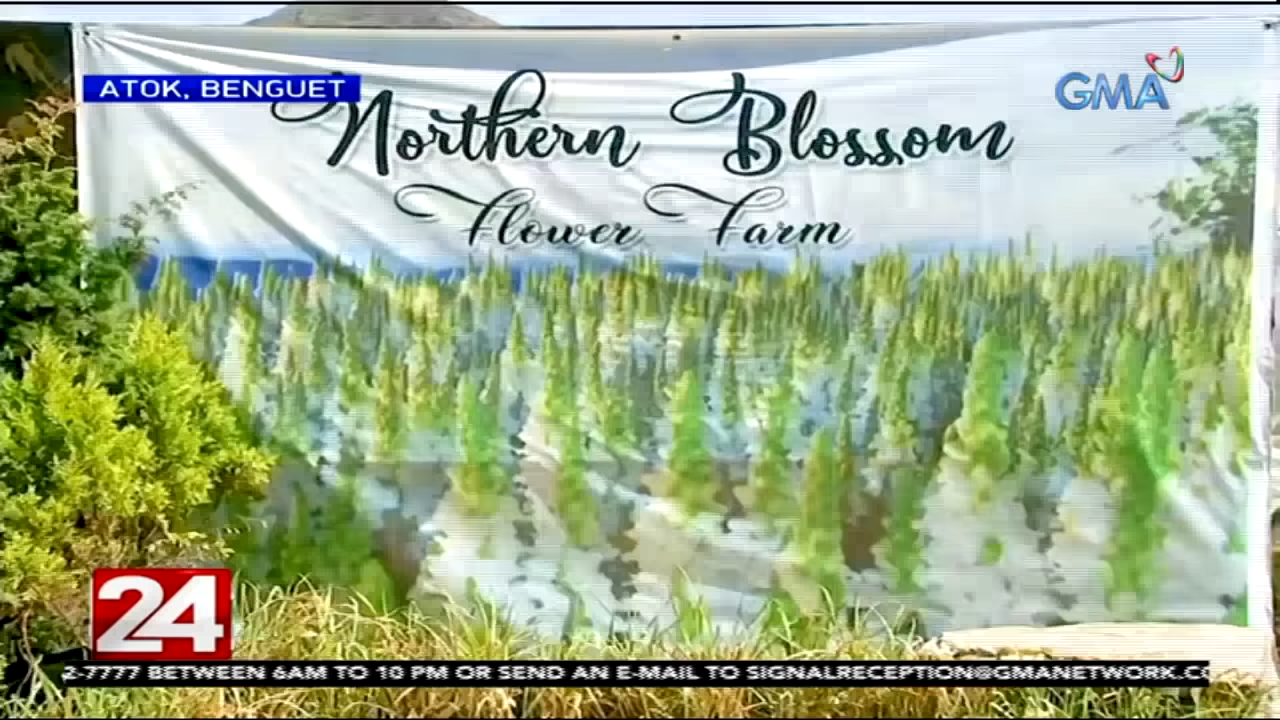 ATOK, BENGUET
GMA
Northern Blossom
Flower Farm
24
2-7777 BETWEEN 6AM TO 10 PM OR SEND AN E-MAIL TO SIGNALRECEPTION@GMANETWORK.C